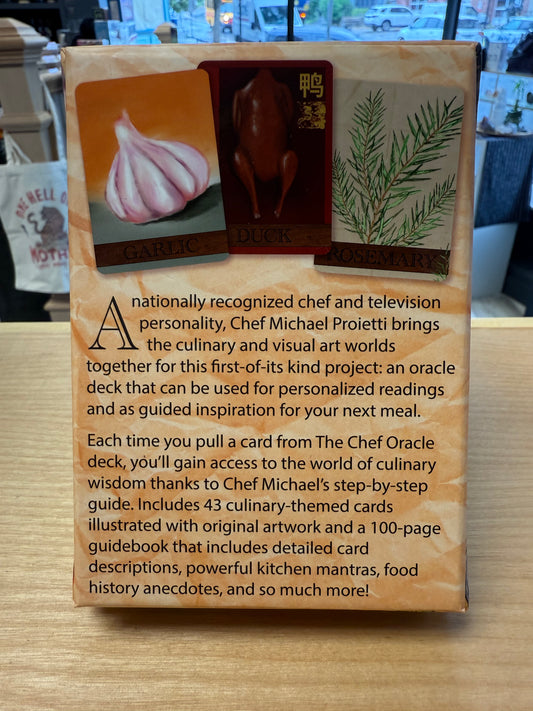 鸭
GARLIC
DUCK
ROSEMARY
A nationally recognized chef and television
personality, Chef Michael Proietti brings
the culinary and visual art worlds
together for this first-of-its kind project: an oracle
deck that can be used for personalized readings
and as guided inspiration for your next meal.
Each time you pull a card from The Chef Oracle
deck, you'll gain access to the world of culinary
wisdom thanks to Chef Michael's step-by-step
guide. Includes 43 culinary-themed cards
illustrated with original artwork and a 100-page
guidebook that includes detailed card
descriptions, powerful kitchen mantras, food
history anecdotes, and so much more!
HELL
MOTH